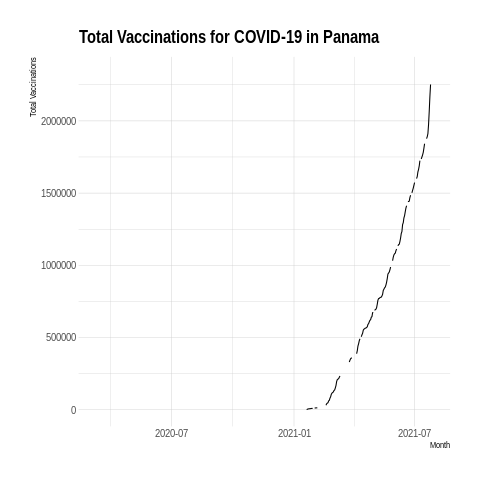 Total Vaccinations for COVID-19 in Panama
Total Vaccinations
2000000
1500000
1000000
500000
0
2020-07
2021-01
2021-07
Month